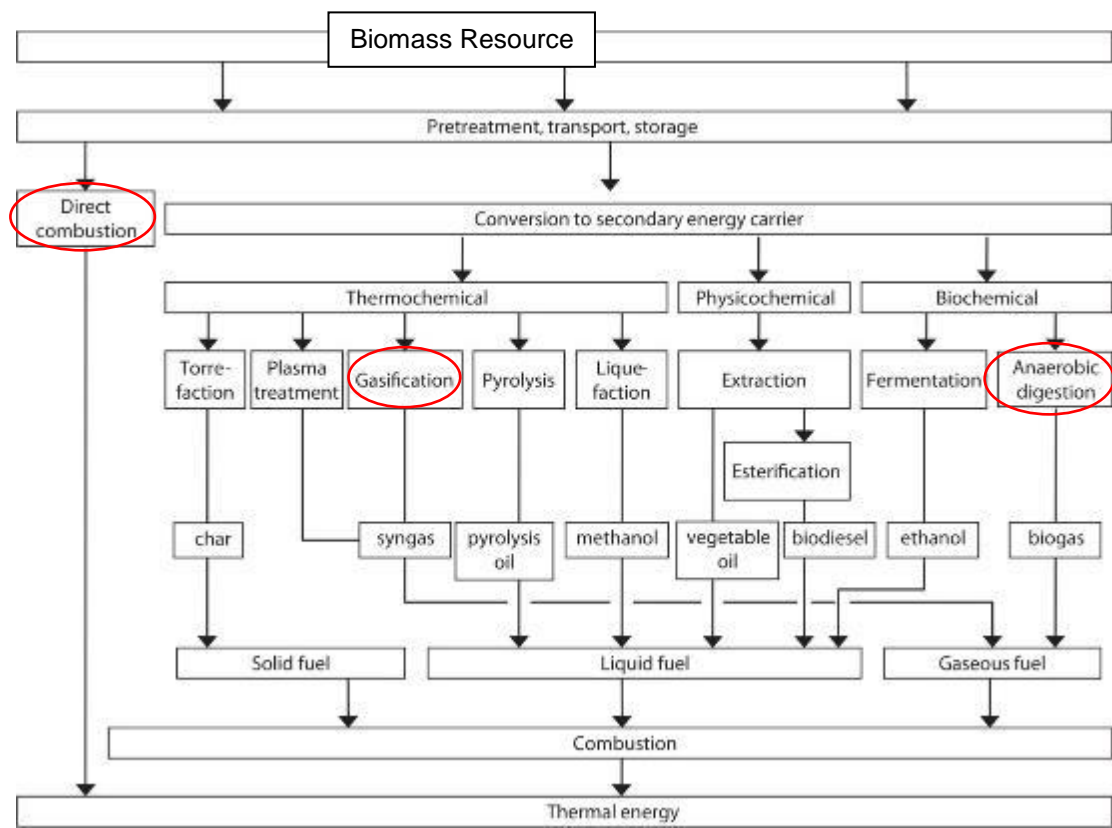 Biomass Resource
Pretreatment, transport, storage
Direct
combustion
Conversion to secondary energy carrier
Thermochemical
Physicochemical
Biochemical
Torre-
faction
Plasma
treatment
Gasification
Pyrolysis
Lique-
faction
Extraction
Fermentation
Anaerobic
digestion
Esterification
char
syngas
pyrolysis
oil
methanol
vegetable
oil
biodiesel
ethanol
biogas
Solid fuel
Liquid fuel
Gaseous fuel
Combustion
Thermal energy